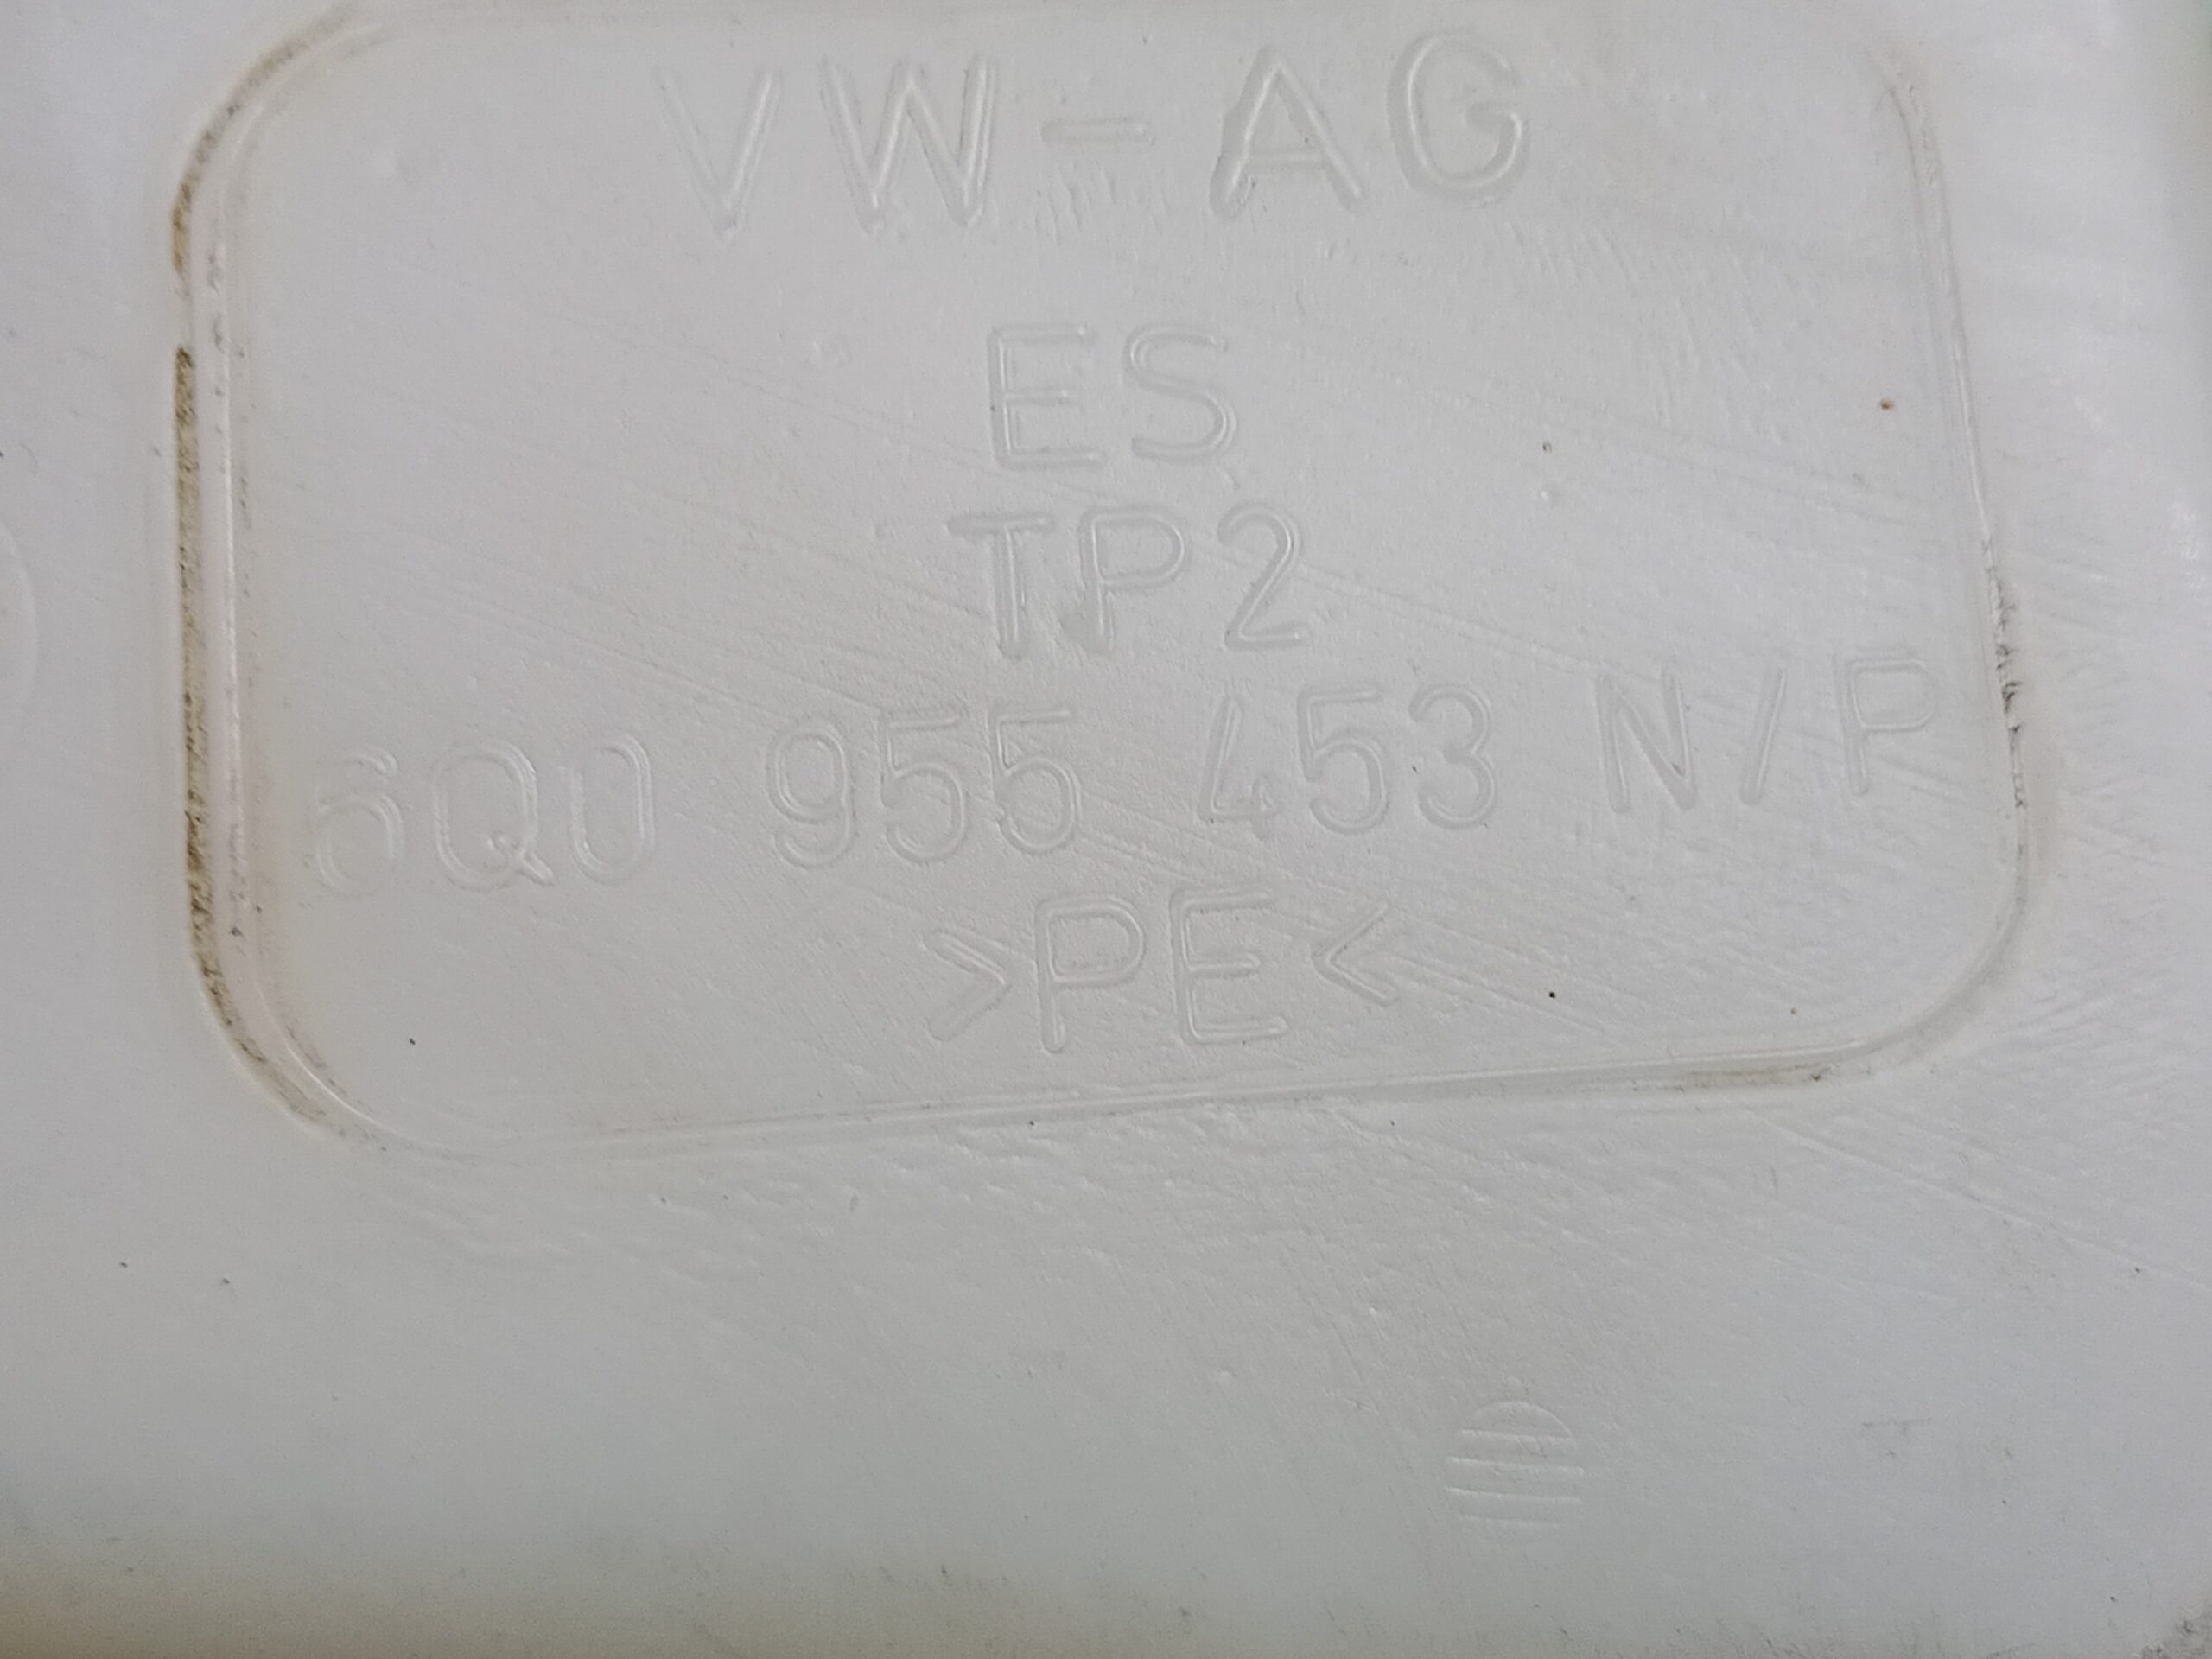 VW-AG
ES
TP2
6Q0 955 453 N/P
>PE<